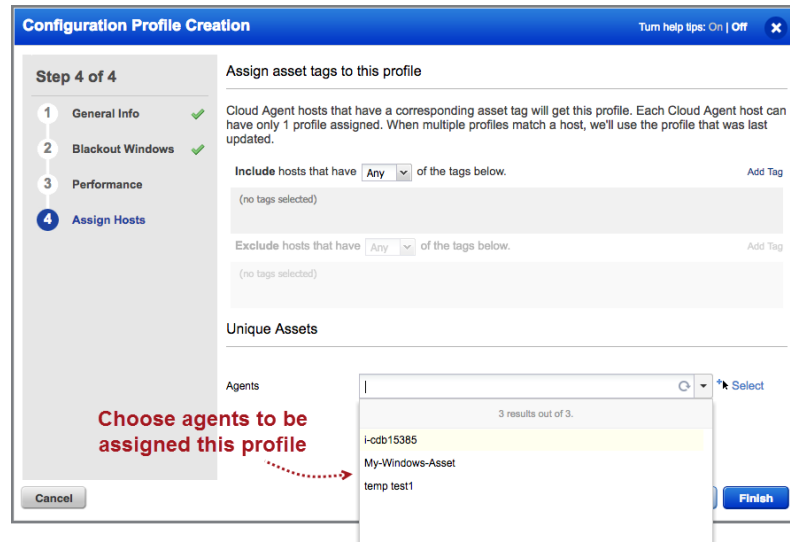 Configuration Profile Creation
Turn help tips: On | Off
Step 4 of 4
1 General Info
2 Blackout Windows
3 Performance
4 Assign Hosts
Assign asset tags to this profile
Cloud Agent hosts that have a corresponding asset tag will get this profile. Each Cloud Agent host can
have only 1 profile assigned. When multiple profiles match a host, we'll use the profile that was last
updated.
Include hosts that have Any of the tags below.
Add Tag
(no tags selected)
Exclude hosts that have Any of the tags below.
Add Tag
(no tags selected)
Unique Assets
Agents
Select
3 results out of 3.
i-cdb15385
My-Windows-Asset
temp test1
Choose agents to be
assigned this profile
Cancel
Finish